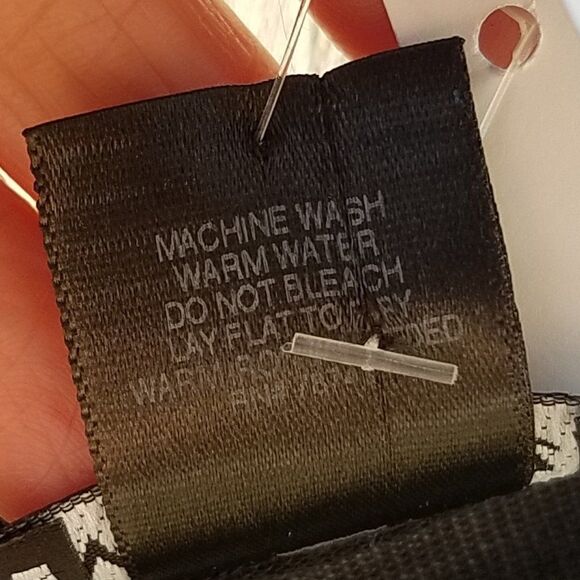 MACHINE WASH
WARM WATER
DO NOT BLEACH
LAY FLAT TO DRY
WARM